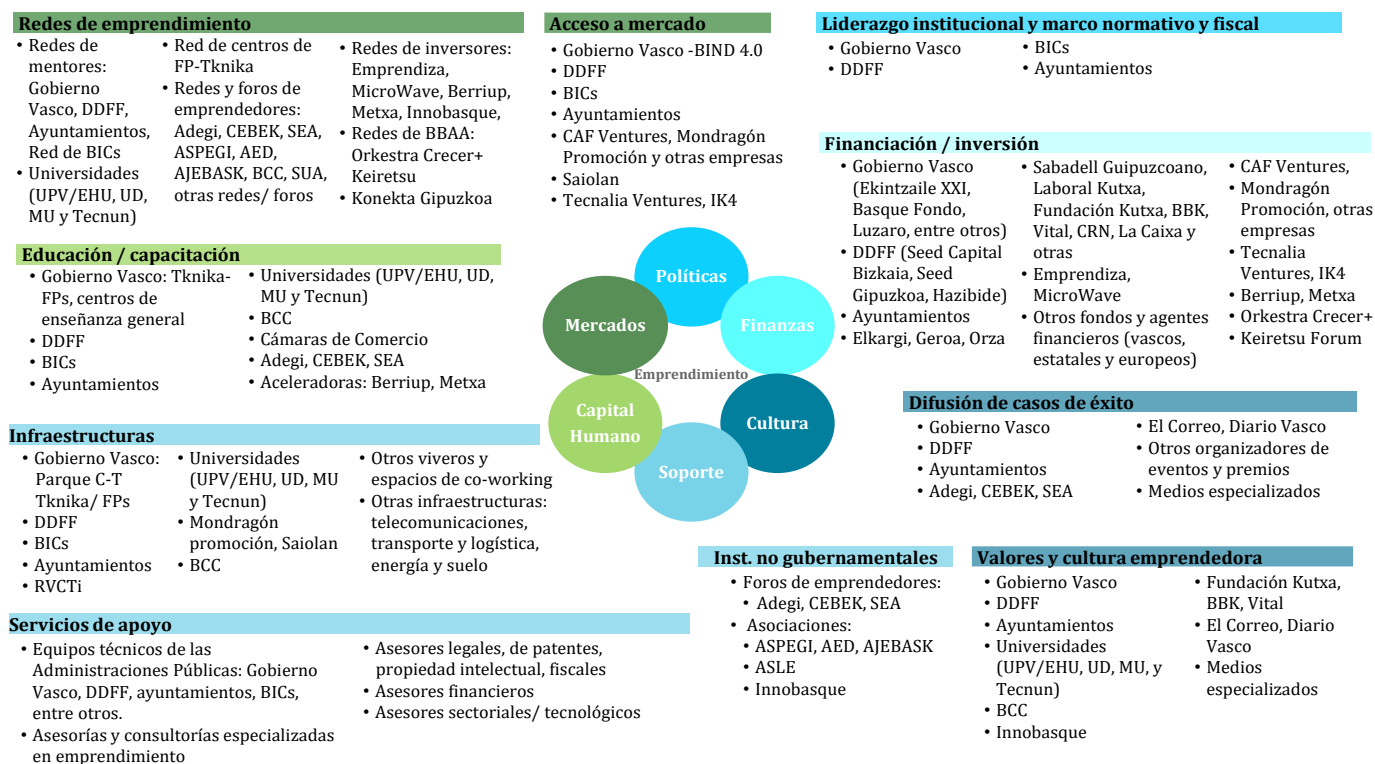 Redes de emprendimiento
• Redes de
mentores:
Gobierno
Vasco, DDFF,
Ayuntamientos,
Red de BICs
• Universidades
(UPV/EHU, UD,
MU y Tecnun)
• Red de centros de
FP-Tknika
• Redes y foros de
emprendedores:
Adegi, CEBEK, SEA,
ASPEGI, AED,
AJEBASK, BCC, SUA,
otras redes/ foros
• Redes de inversores:
Emprendiza,
MicroWave, Berriup,
Metxa, Innobasque,
• Redes de BBAA:
Orkestra Crecer+
Keiretsu
• Konekta Gipuzkoa
Acceso a mercado
• Gobierno Vasco -BIND 4.0
• DDFF
• BICs
• Ayuntamientos
• CAF Ventures, Mondragón
Promoción y otras empresas
• Saiolan
• Tecnalia Ventures, IK4
Liderazgo institucional y marco normativo y fiscal
• Gobierno Vasco
• DDFF
• BICs
• Ayuntamientos
Financiación / inversión
• Gobierno Vasco
(Ekintzaile XXI,
Basque Fondo,
Luzaro, entre otros)
• DDFF (Seed Capital
Bizkaia, Seed
Gipuzkoa, Hazibide)
• Ayuntamientos
• Elkargi, Geroa, Orza
• Sabadell Guipuzcoano,
Laboral Kutxa,
Fundación Kutxa, BBK,
Vital, CRN, La Caixa y
otras
• Emprendiza,
MicroWave
• Otros fondos y agentes
financieros (vascos,
estatales y europeos)
• CAF Ventures,
• Mondragón
Promoción, otras
empresas
• Tecnalia
Ventures, IK4
• Berriup, Metxa
• Orkestra Crecer+
• Keiretsu Forum
Educación / capacitación
• Gobierno Vasco: Tknika-
FPs, centros de
enseñanza general
• DDFF
• BICs
• Ayuntamientos
• Universidades (UPV/EHU, UD,
MU y Tecnun)
• BCC
• Cámaras de Comercio
• Adegi, CEBEK, SEA
• Aceleradoras: Berriup, Metxa
Políticas
Mercados
Finanzas
Emprendimiento
Capital
Humano
Cultura
Soporte
Difusión de casos de éxito
• Gobierno Vasco
• DDFF
• Ayuntamientos
• Adegi, CEBEK, SEA
• El Correo, Diario Vasco
• Otros organizadores de
eventos y premios
• Medios especializados
Infraestructuras
• Gobierno Vasco:
Parque C-T
Tknika/ FPs
• DDFF
• BICs
• Ayuntamientos
• RVCTi
• Universidades
(UPV/EHU, UD, MU
y Tecnun)
• Mondragón
promoción, Saiolan
• BCC
• Otros viveros y
espacios de co-working
• Otras infraestructuras:
telecomunicaciones,
transporte y logística,
energía y suelo
Inst. no gubernamentales
• Foros de emprendedores:
• Adegi, CEBEK, SEA
• Asociaciones:
• ASPEGI, AED, AJEBASK
• ASLE
• Innobasque
Valores y cultura emprendedora
• Gobierno Vasco
• DDFF
• Ayuntamientos
• Universidades
(UPV/EHU, UD, MU, y
Tecnun)
• BCC
• Innobasque
• Fundación Kutxa,
BBK, Vital
• El Correo, Diario
Vasco
• Medios
especializados
Servicios de apoyo
• Equipos técnicos de las
Administraciones Públicas: Gobierno
Vasco, DDFF, ayuntamientos, BICs,
entre otros.
• Asesorías y consultorías especializadas
en emprendimiento
• Asesores legales, de patentes,
propiedad intelectual, fiscales
• Asesores financieros
• Asesores sectoriales/ tecnológicos